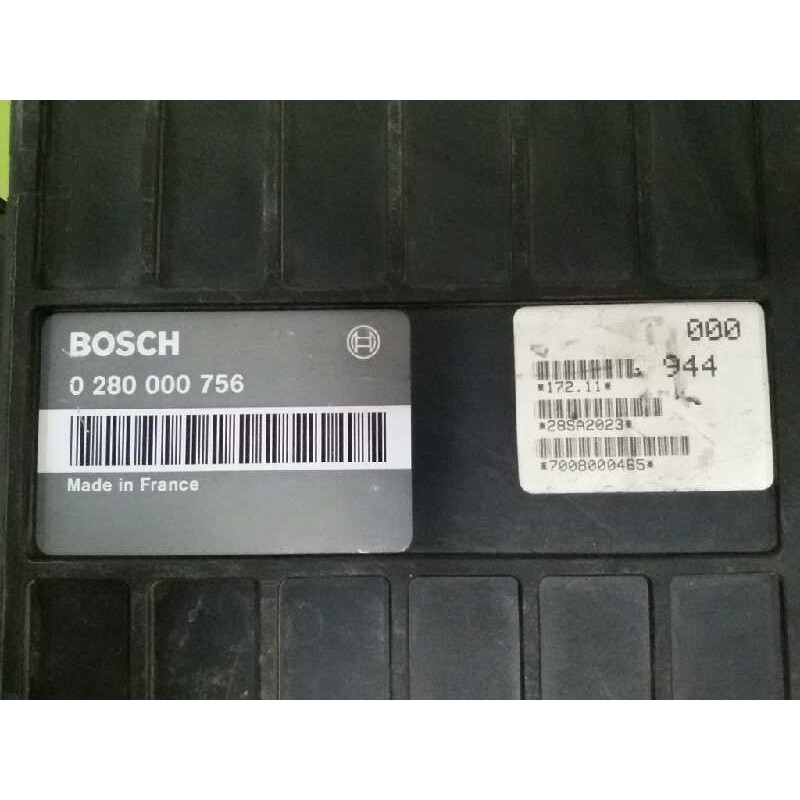 BOSCH
0 280 000 756
Made in France
000
944
*172.11*
*28SA2023*
*7008000465*